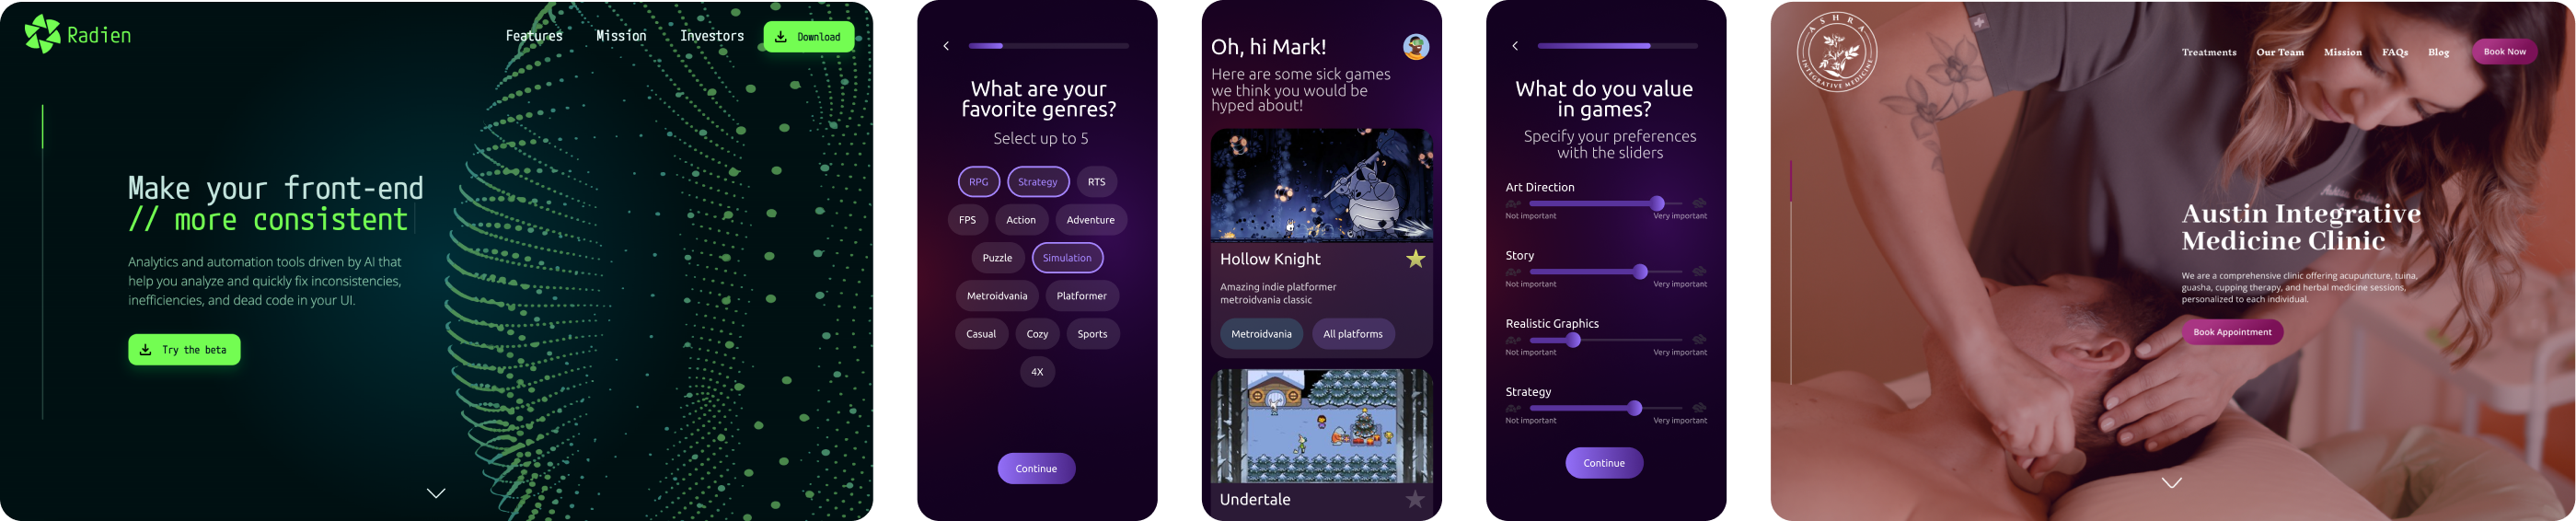 Radien
Features
Mission
Investors
Download
Make your front-end
// more consistent
Analytics and automation tools driven by AI that
help you analyze and quickly fix inconsistencies,
inefficiencies, and dead code in your UI.
Try the beta
What are your
favorite genres?
Select up to 5
RPG
Strategy
RTS
FPS
Action
Adventure
Puzzle
Simulation
Metroidvania
Platformer
Casual
Cozy
Sports
4X
Continue
Oh, hi Mark!
Here are some sick games
we think you would be
hyped about!
Hollow Knight
Amazing indie platformer
metroidvania classic
Metroidvania
All platforms
Undertale
What do you value
in games?
Specify your preferences
with the sliders
Art Direction
Not important
Very important
Story
Not important
Very important
Realistic Graphics
Not important
Very important
Strategy
Not important
Very important
Continue
ASHRA
INTEGRATIVE MEDICINE
Treatments
Our Team
Mission
FAQs
Blog
Book Now
Austin Integrative
Medicine Clinic
We are a comprehensive clinic offering acupuncture, tuina,
guasha, cupping therapy, and herbal medicine sessions,
personalized to each individual.
Book Appointment